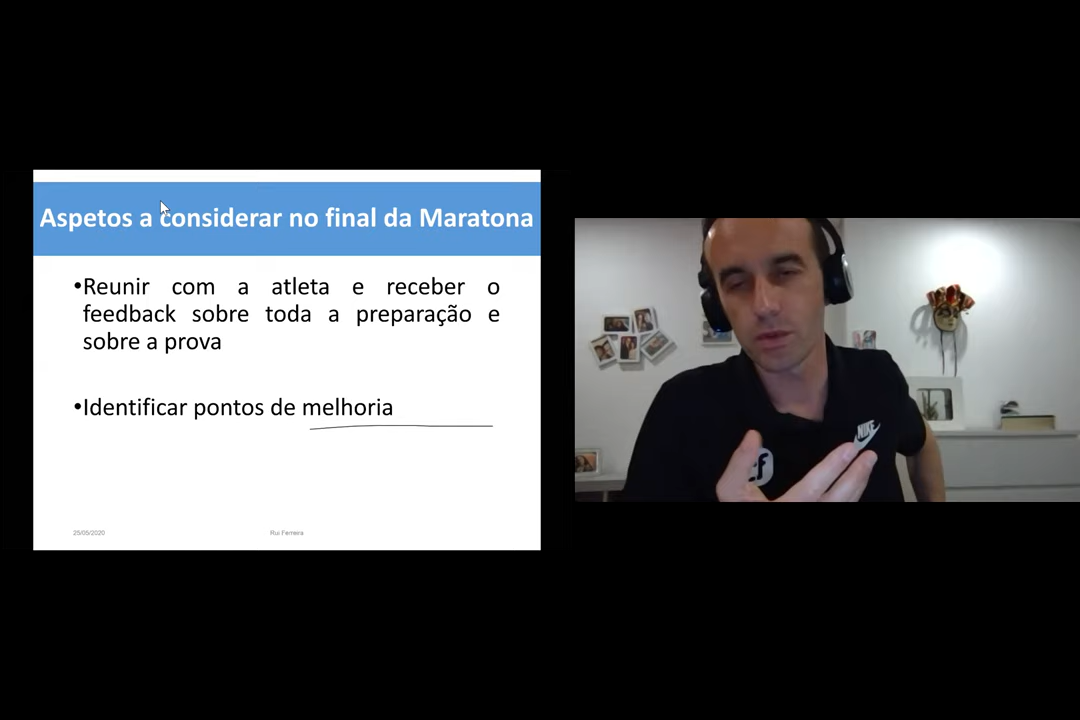 Aspetos a considerar no final da Maratona
•Reunir com a atleta e receber o
feedback sobre toda a preparação e
sobre a prova
•Identificar pontos de melhoria
25/05/2020
Rui Ferreira
NIKE